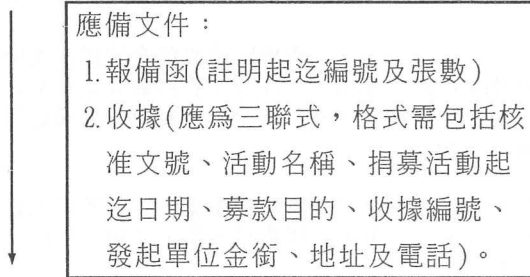 應備文件：
1.報備函(註明起迄編號及張數)
2.收據(應爲三聯式，格式需包括核
准文號、活動名稱、捐募活動起
迄日期、募款目的、收據編號、
發起單位全銜、地址及電話)。